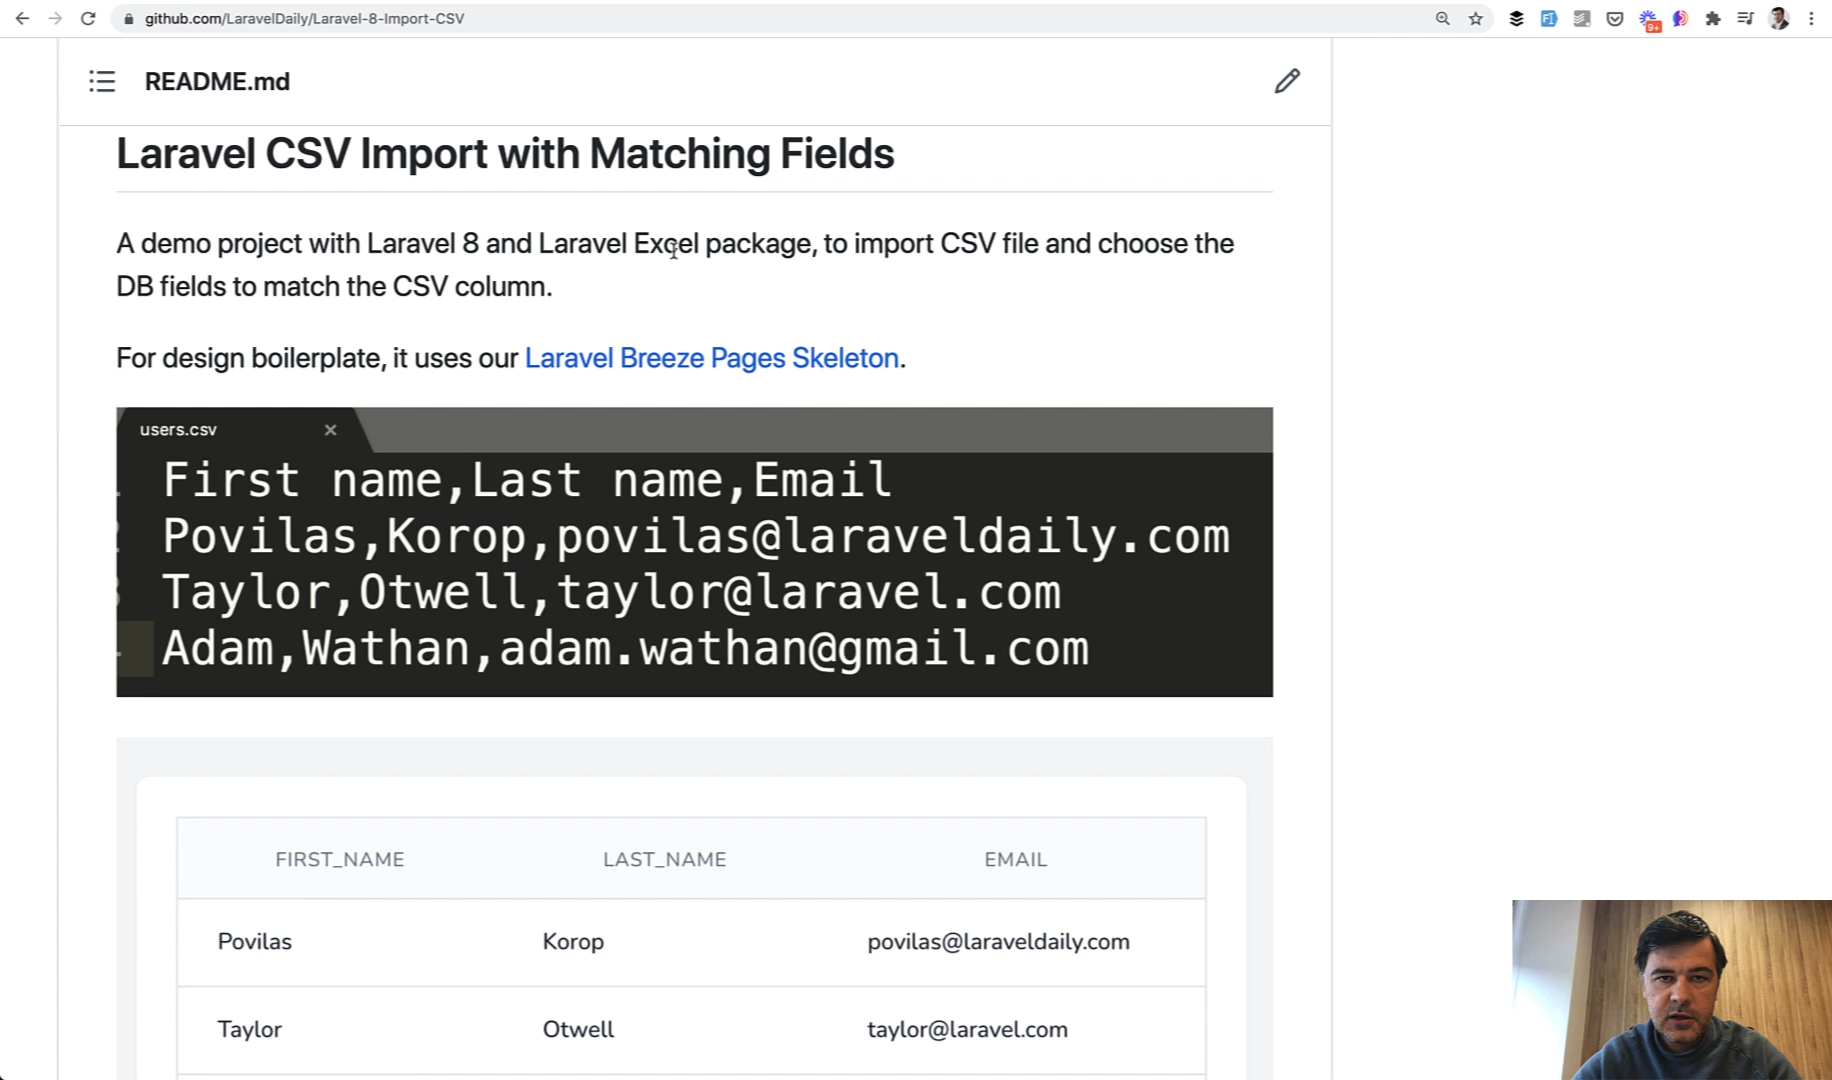 github.com/LaravelDaily/Laravel-8-Import-CSV
9+
README.md
Laravel CSV Import with Matching Fields
A demo project with Laravel 8 and Laravel Excel package, to import CSV file and choose the
DB fields to match the CSV column.
For design boilerplate, it uses our Laravel Breeze Pages Skeleton.
users.csv
First name,Last name,Email
Povilas,Korop,povilas@laraveldaily.com
Taylor,Otwell,taylor@laravel.com
Adam,Wathan,adam.wathan@gmail.com
FIRST_NAME LAST_NAME EMAIL
Povilas Korop povilas@laraveldaily.com
Taylor Otwell taylor@laravel.com